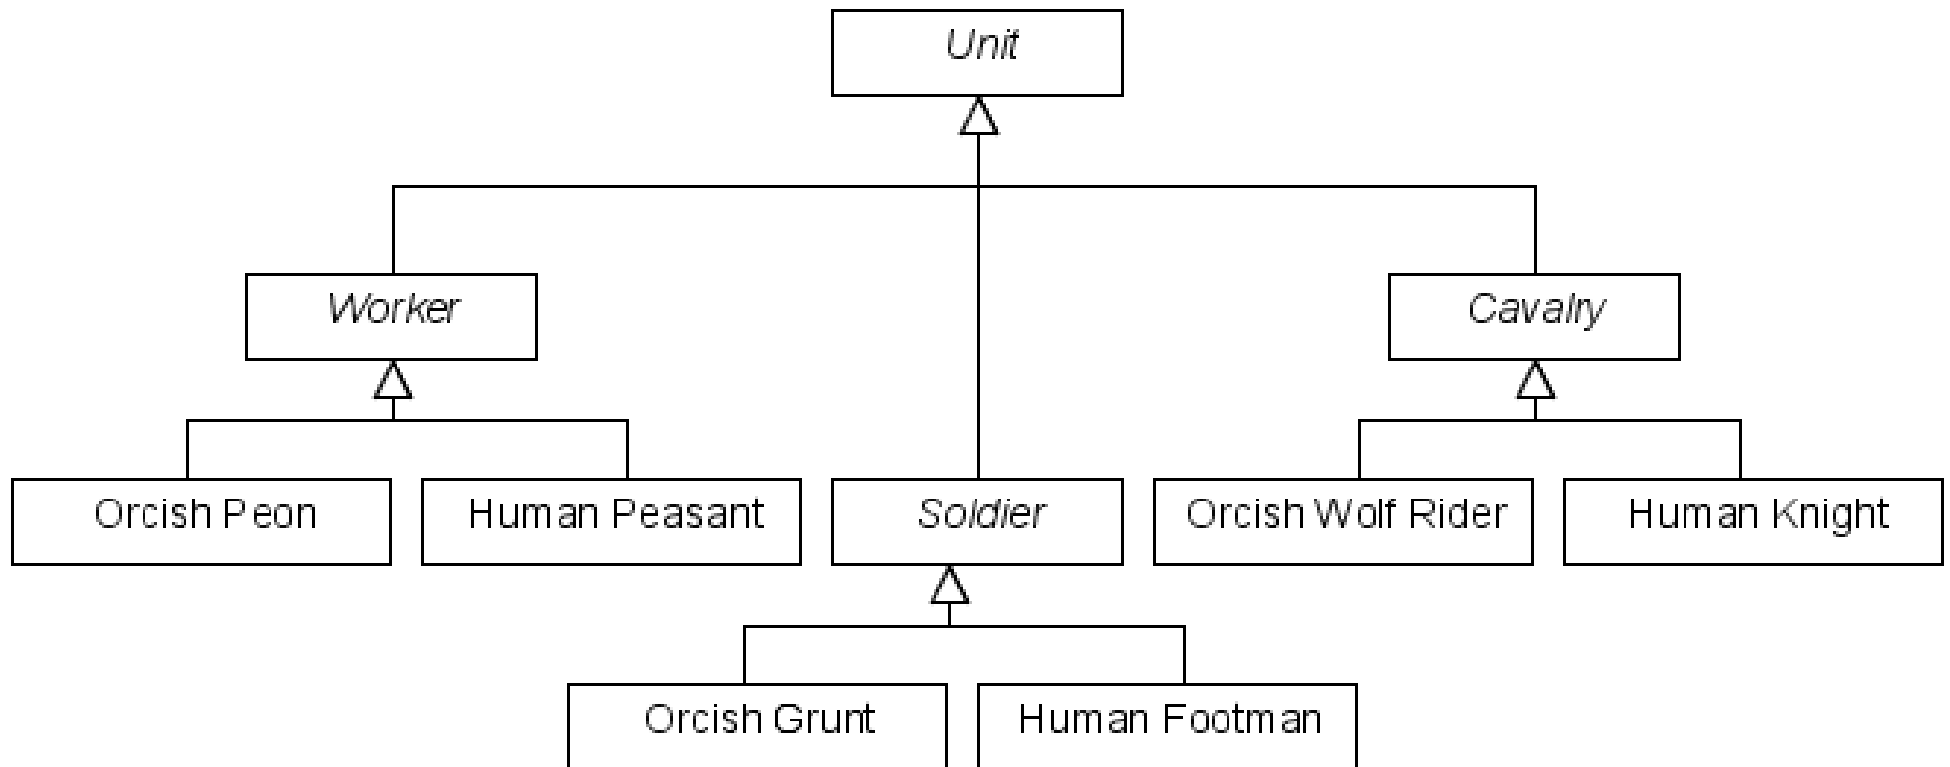 Unit
Worker
Cavalry
Orcish Peon
Human Peasant
Soldier
Orcish Wolf Rider
Human Knight
Orcish Grunt
Human Footman